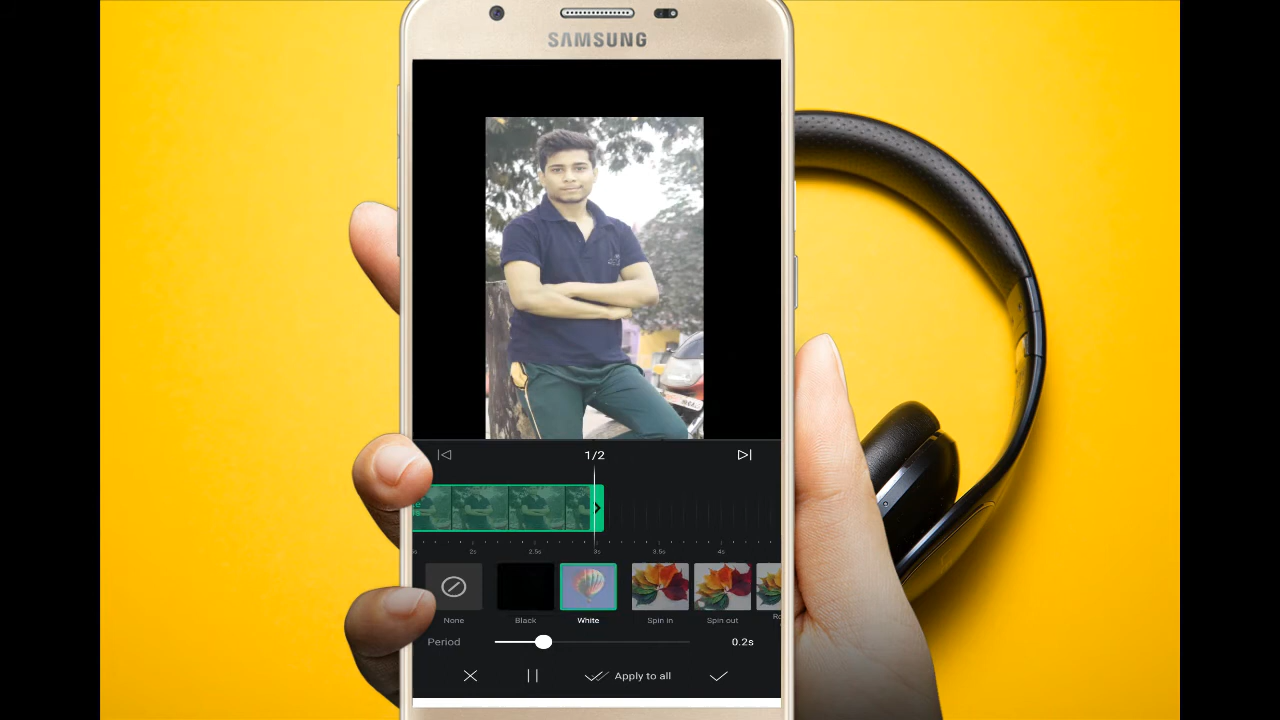 SAMSUNG
1/2
2s 2.5s 3s 3.5s 4s
None Black White Spin in Spin out
Period 0.2s
Apply to all